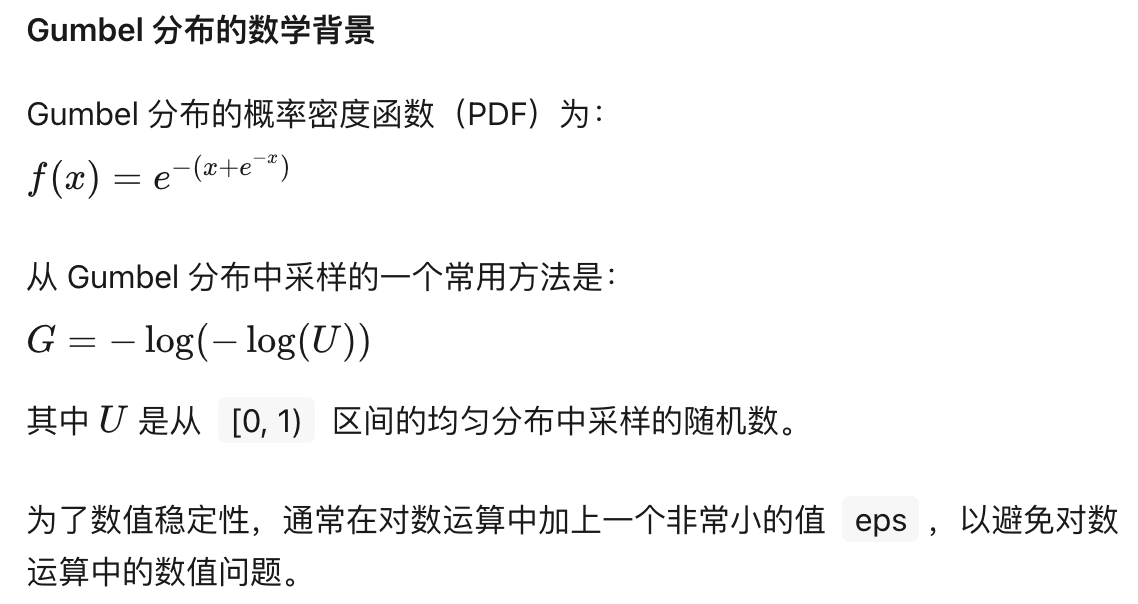 Gumbel 分布的数学背景
Gumbel 分布的概率密度函数（PDF）为：
f(x) = e^{-(x+e^{-x})}
从 Gumbel 分布中采样的一个常用方法是：
G = − log(− log(U))
其中 U 是从 [0, 1) 区间的均匀分布中采样的随机数。
为了数值稳定性，通常在对数运算中加上一个非常小的值 eps ，以避免对数
运算中的数值问题。